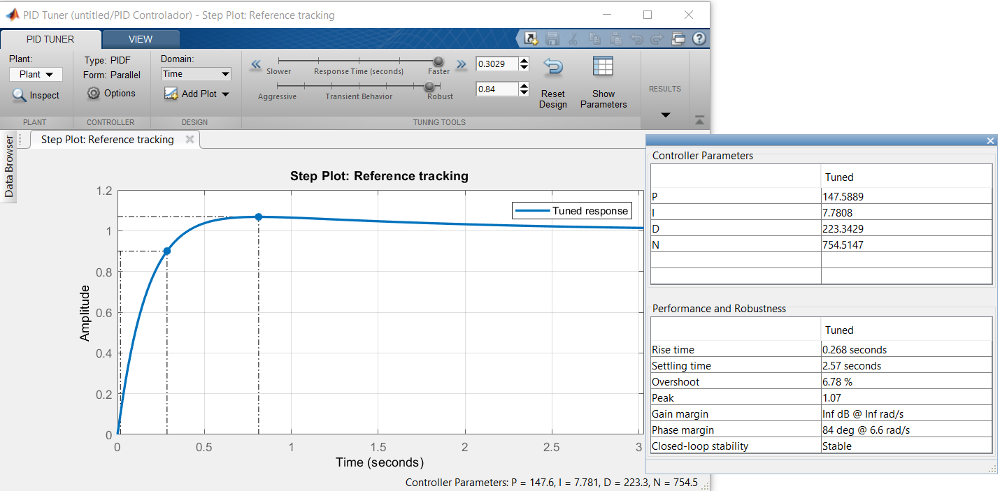 PID Tuner (untitled/PID Controlador) - Step Plot: Reference tracking
PID TUNER
VIEW
Plant:
Plant
Inspect
PLANT
Type: PIDF
Form: Parallel
Options
CONTROLLER
Domain:
Time
Add Plot
DESIGN
Slower
Response Time (seconds)
Faster
0.3029
Aggressive
Transient Behavior
Robust
0.84
Reset
Design
Show
Parameters
TUNING TOOLS
RESULTS
Data Browser
Step Plot: Reference tracking
Step Plot: Reference tracking
Tuned response
Amplitude
1.2
1
0.8
0.6
0.4
0.2
0
0
0.5
1
1.5
2
2.5
3
Time (seconds)
Controller Parameters: P = 147.6, I = 7.781, D = 223.3, N = 754.5
Controller Parameters
Tuned
P 147.5889
I 7.7808
D 223.3429
N 754.5147
Performance and Robustness
Tuned
Rise time 0.268 seconds
Settling time 2.57 seconds
Overshoot 6.78 %
Peak 1.07
Gain margin Inf dB @ Inf rad/s
Phase margin 84 deg @ 6.6 rad/s
Closed-loop stability Stable